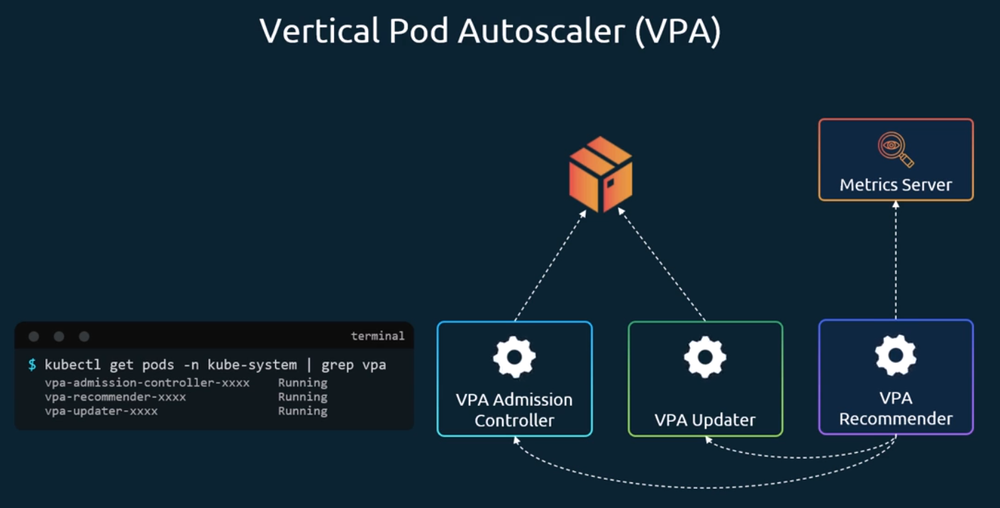 Vertical Pod Autoscaler (VPA)
Metrics Server
terminal
$ kubectl get pods -n kube-system | grep vpa
vpa-admission-controller-xxxx    Running
vpa-recommender-xxxx    Running
vpa-updater-xxxx    Running
VPA Admission
Controller
VPA Updater
VPA
Recommender